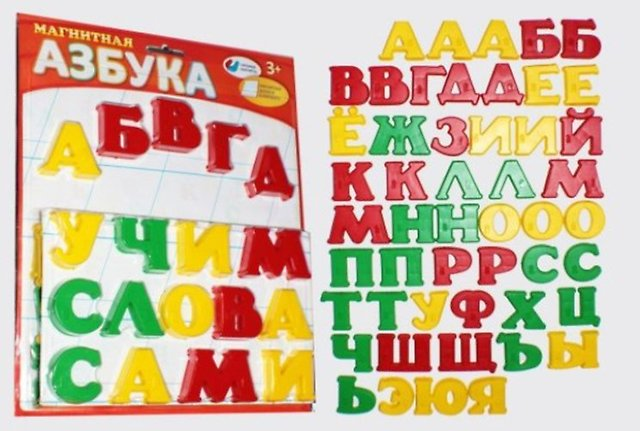 МАГНИТНАЯ
АЗБУКА
3+
АБВГД
УЧИМ
СЛОВА
САМИ
АААББ
ВВГДДЕЕ
ЁЖЗИИЙ
ККЛЛМ
МННООО
ППРРСС
ТТУФХЦ
ЧШЩЪЫ
ЬЭЮЯ